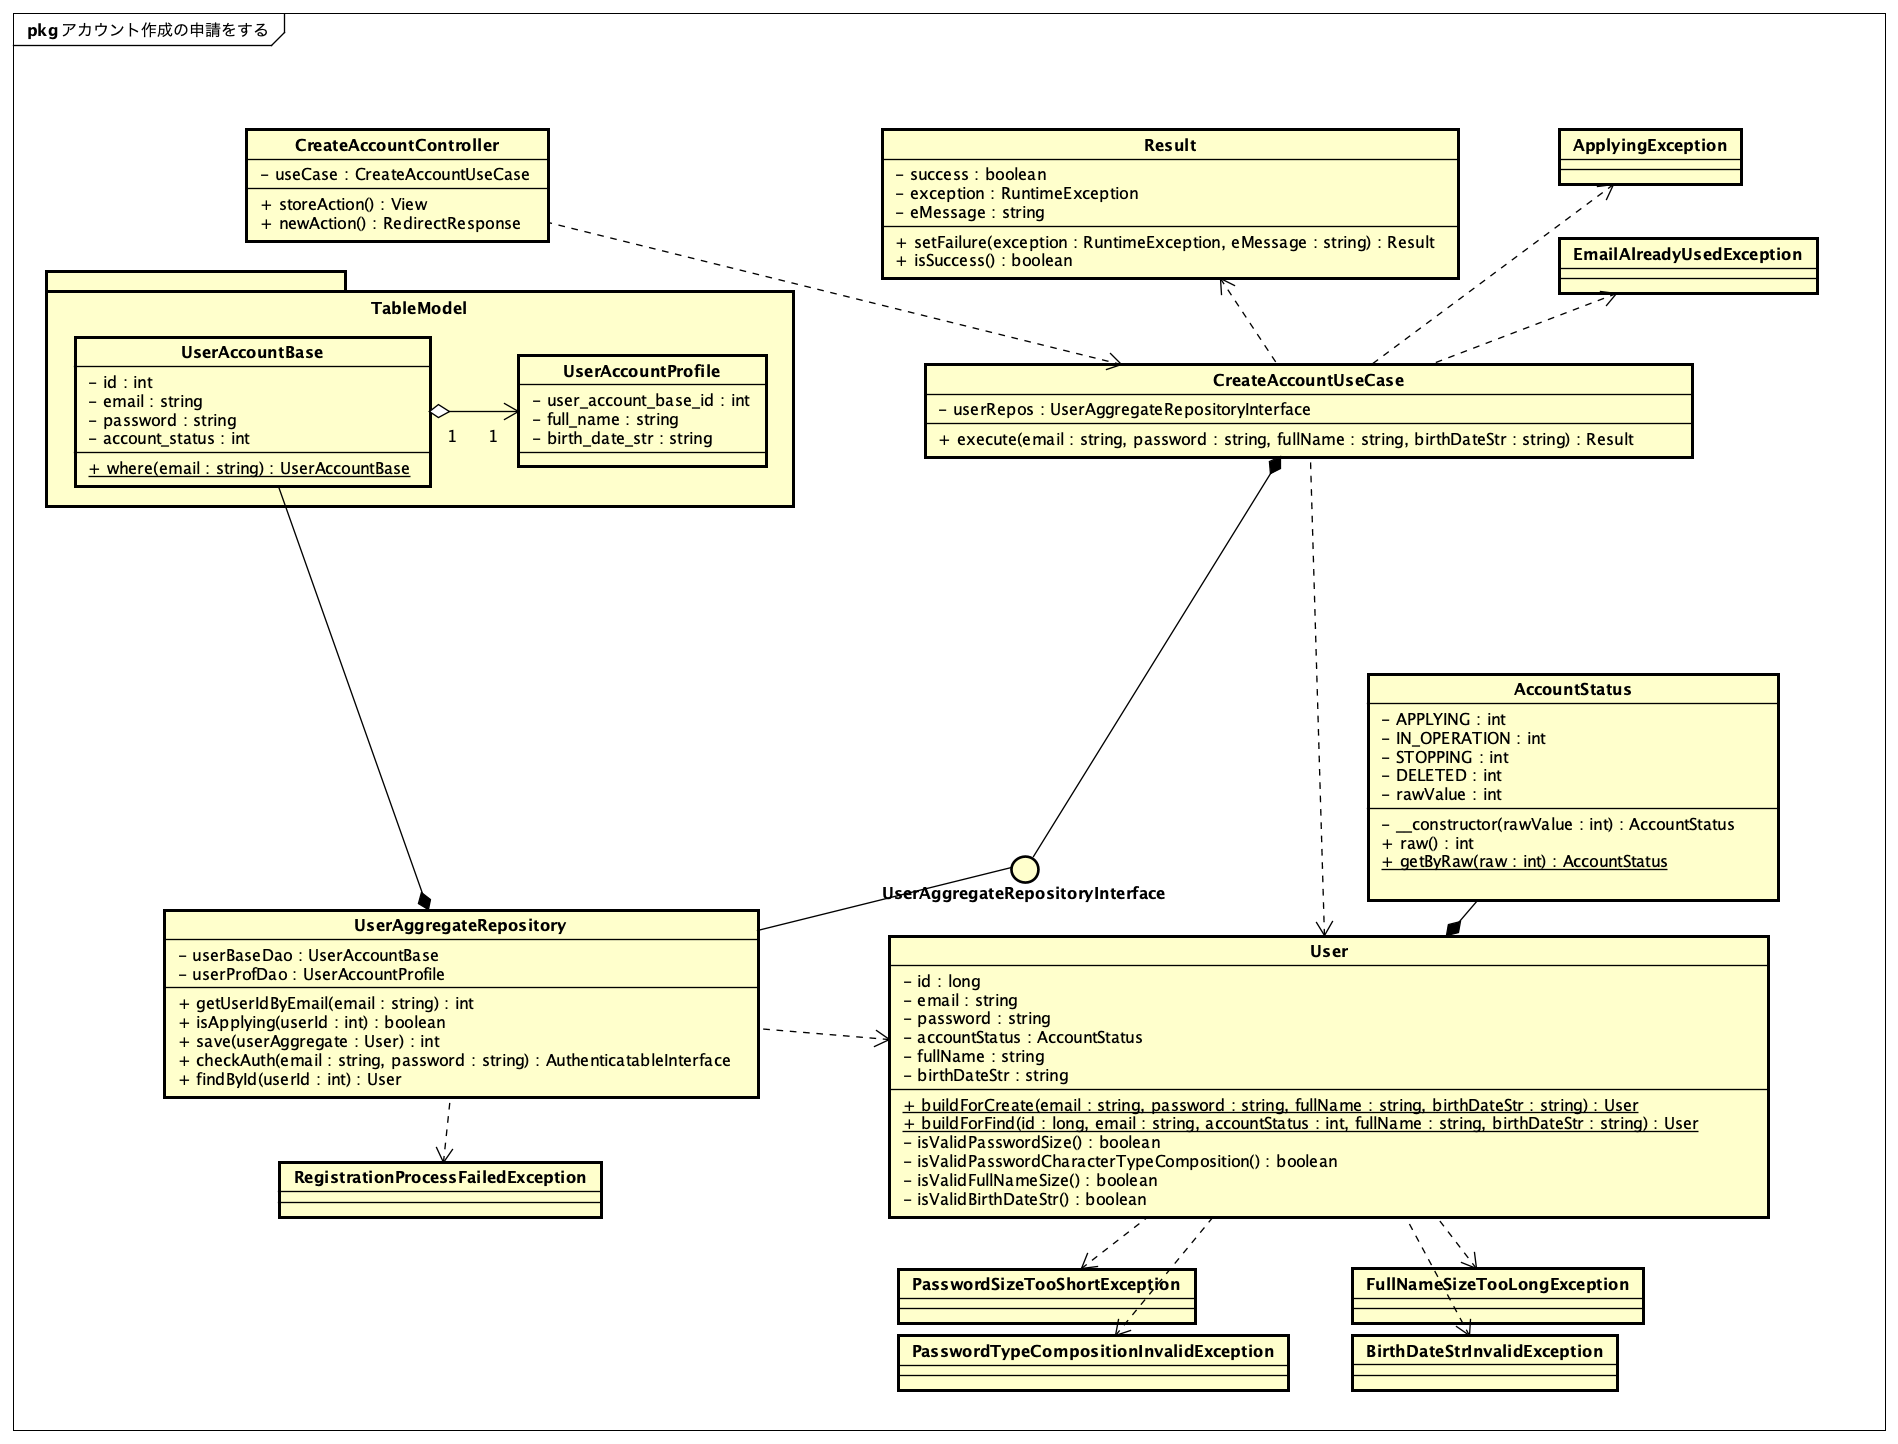 pkg アカウント作成の申請をする
CreateAccountController
- useCase : CreateAccountUseCase
+ storeAction() : View
+ newAction() : RedirectResponse
Result
- success : boolean
- exception : RuntimeException
- eMessage : string
+ setFailure(exception : RuntimeException, eMessage : string) : Result
+ isSuccess() : boolean
ApplyingException
EmailAlreadyUsedException
TableModel
UserAccountBase
- id : int
- email : string
- password : string
- account_status : int
+ where(email : string) : UserAccountBase
1 1
UserAccountProfile
- user_account_base_id : int
- full_name : string
- birth_date_str : string
CreateAccountUseCase
- userRepos : UserAggregateRepositoryInterface
+ execute(email : string, password : string, fullName : string, birthDateStr : string) : Result
AccountStatus
- APPLYING : int
- IN_OPERATION : int
- STOPPING : int
- DELETED : int
- rawValue : int
- __constructor(rawValue : int) : AccountStatus
+ raw() : int
+ getByRaw(raw : int) : AccountStatus
UserAggregateRepositoryInterface
UserAggregateRepository
- userBaseDao : UserAccountBase
- userProfDao : UserAccountProfile
+ getUserIdByEmail(email : string) : int
+ isApplying(userId : int) : boolean
+ save(userAggregate : User) : int
+ checkAuth(email : string, password : string) : AuthenticatableInterface
+ findById(userId : int) : User
User
- id : long
- email : string
- password : string
- accountStatus : AccountStatus
- fullName : string
- birthDateStr : string
+ buildForCreate(email : string, password : string, fullName : string, birthDateStr : string) : User
+ buildForFind(id : long, email : string, accountStatus : int, fullName : string, birthDateStr : string) : User
- isValidPasswordSize() : boolean
- isValidPasswordCharacterTypeComposition() : boolean
- isValidFullNameSize() : boolean
- isValidBirthDateStr() : boolean
RegistrationProcessFailedException
PasswordSizeTooShortException
FullNameSizeTooLongException
PasswordTypeCompositionInvalidException
BirthDateStrInvalidException